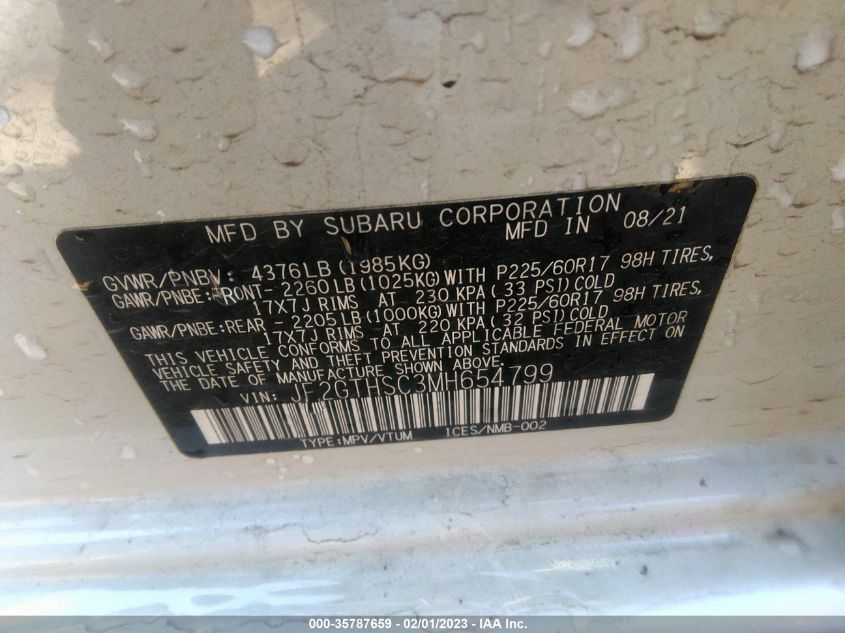 MFD BY SUBARU CORPORATION
MFD IN 08/21
GVWR/PNBV: 4376LB(1985KG)
GAWR/PNBE:FRONT-2260LB(1025KG)WITH P225/60R17 98H TIRES,
17X7J RIMS AT 230 KPA( 33 PSI)COLD
GAWR/PNBE:REAR -2205LB(1000KG)WITH P225/60R17 98H TIRES,
17X7J RIMS AT 220 KPA( 32 PSI)COLD
THIS VEHICLE CONFORMS TO ALL APPLICABLE FEDERAL MOTOR
VEHICLE SAFETY AND THEFT PREVENTION STANDARDS IN EFFECT ON
THE DATE OF MANUFACTURE SHOWN ABOVE.
VIN: JF2GTHSC3MH654799
TYPE:MPV/VTUM ICES/NMB-002
000-35787659 - 02/01/2023 - IAA Inc.